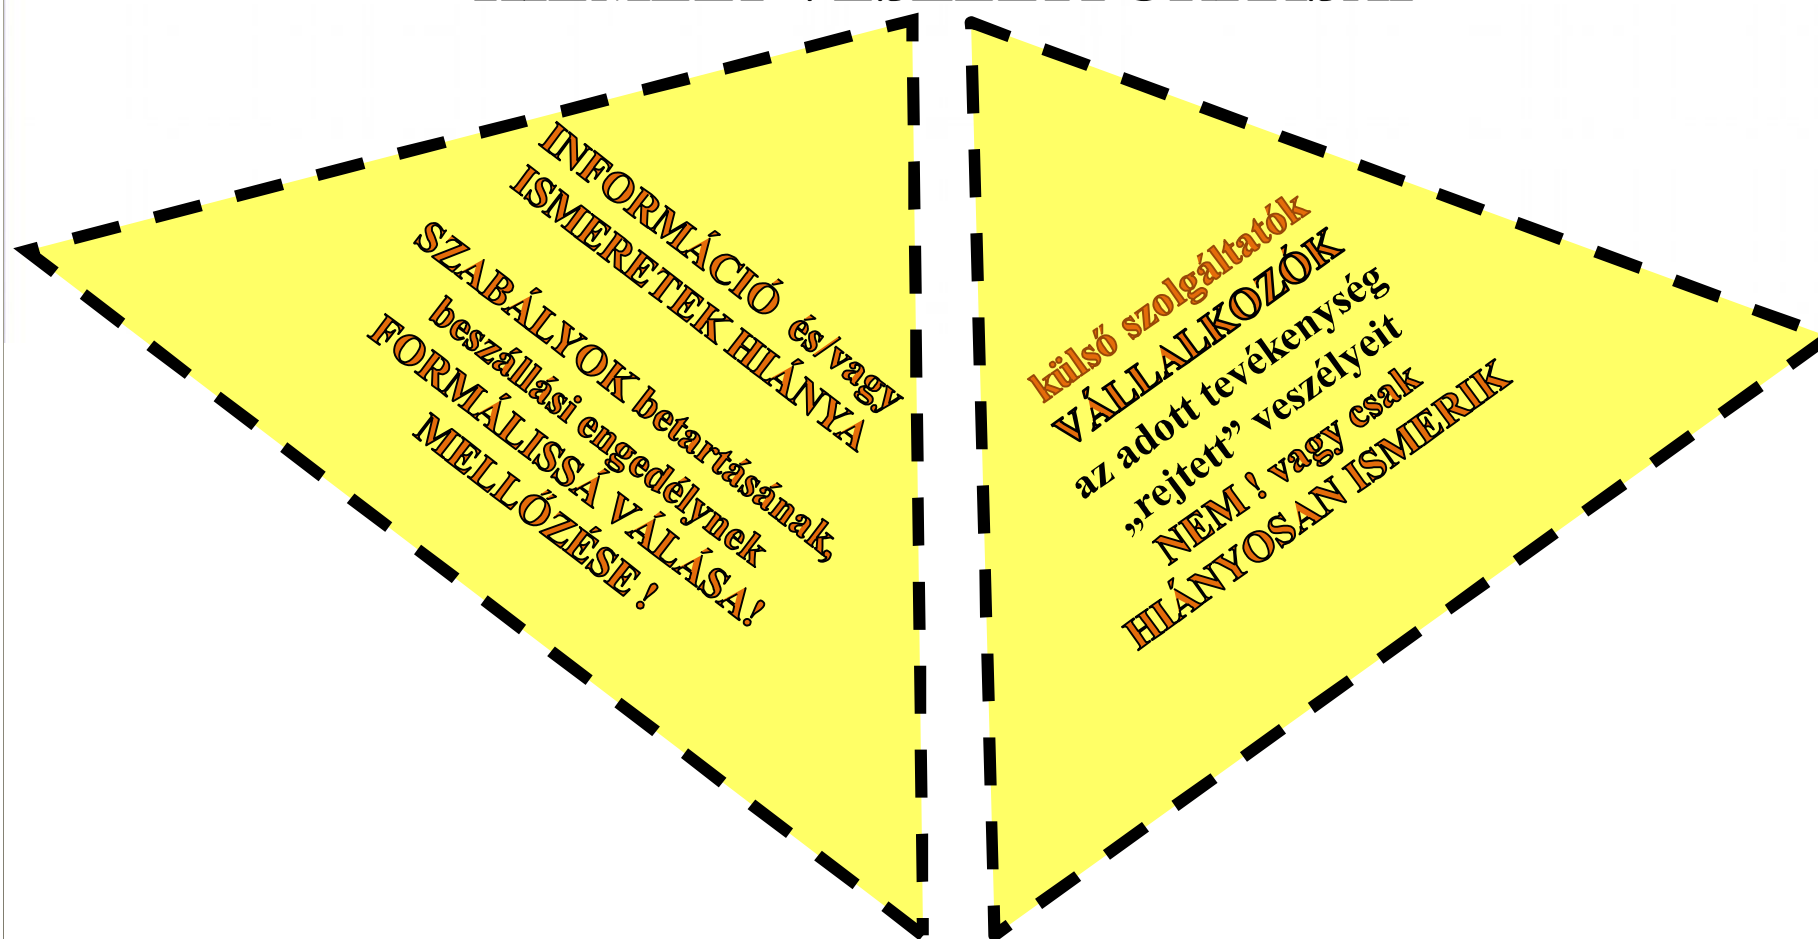 INFORMÁCIÓ és/vagy
ISMERETEK HIÁNYA
SZABÁLYOK betartásának,
beszállási engedélynek
FORMÁLISSÁ VÁLÁSA!
MELLŐZÉSE !
külső szolgáltatók
VÁLLALKOZÓK
az adott tevékenység
„rejtett” veszélyeit
NEM ! vagy csak
HIÁNYOSAN ISMERIK